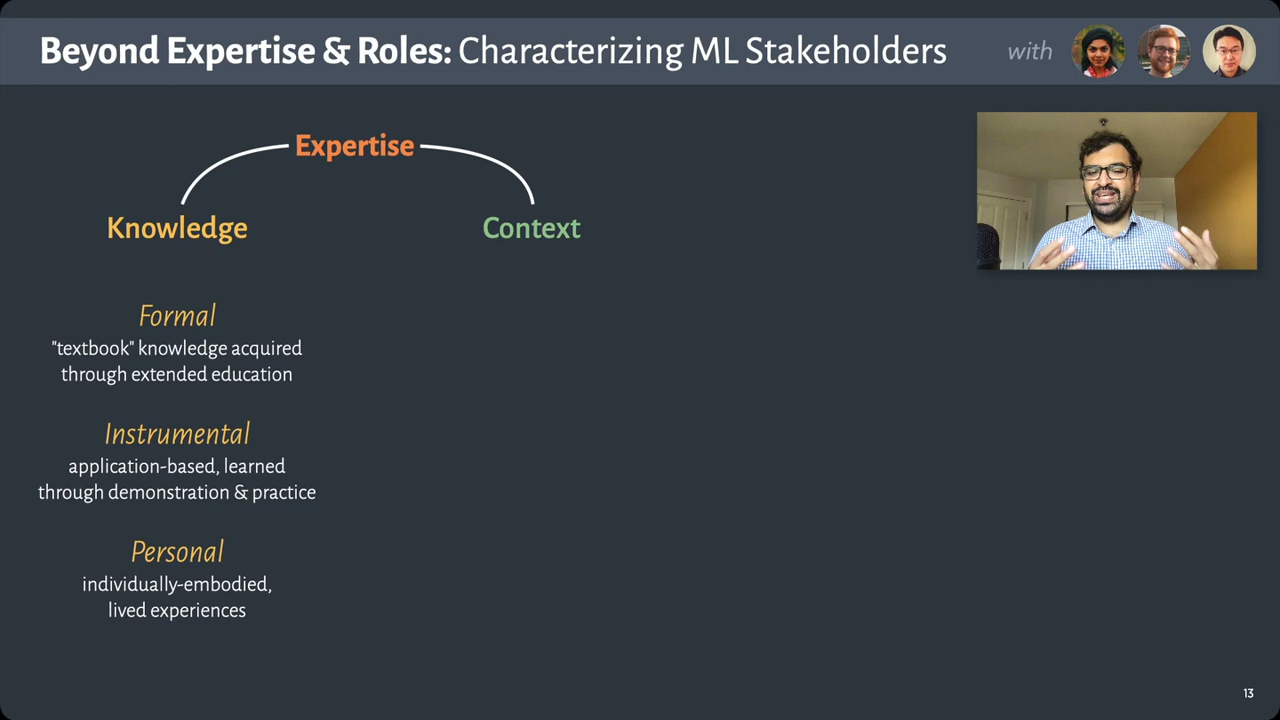 Beyond Expertise & Roles: Characterizing ML Stakeholders
with
Expertise
Knowledge
Context
Formal
"textbook" knowledge acquired
through extended education
Instrumental
application-based, learned
through demonstration & practice
Personal
individually-embodied,
lived experiences
13